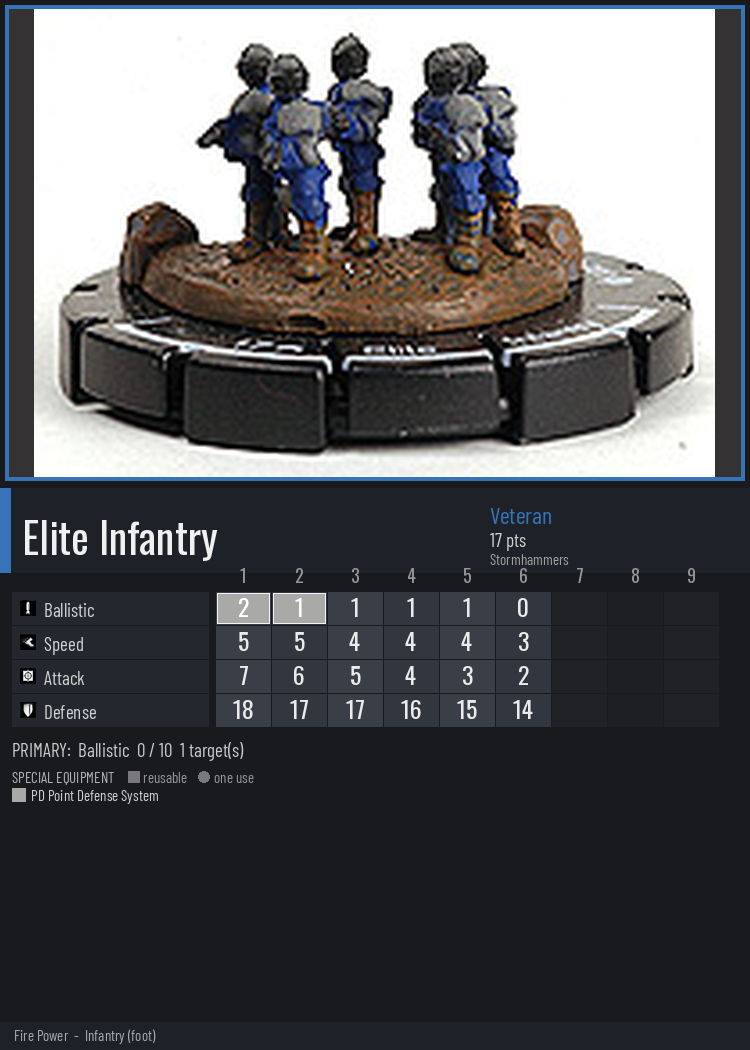 Elite Infantry
Veteran
17 pts
Stormhammers
1 2 3 4 5 6 7 8 9
Ballistic 2 1 1 1 1 0
Speed 5 5 4 4 4 3
Attack 7 6 5 4 3 2
Defense 18 17 17 16 15 14
PRIMARY: Ballistic 0 / 10 1 target(s)
SPECIAL EQUIPMENT reusable one use
PD Point Defense System
Fire Power - Infantry (foot)